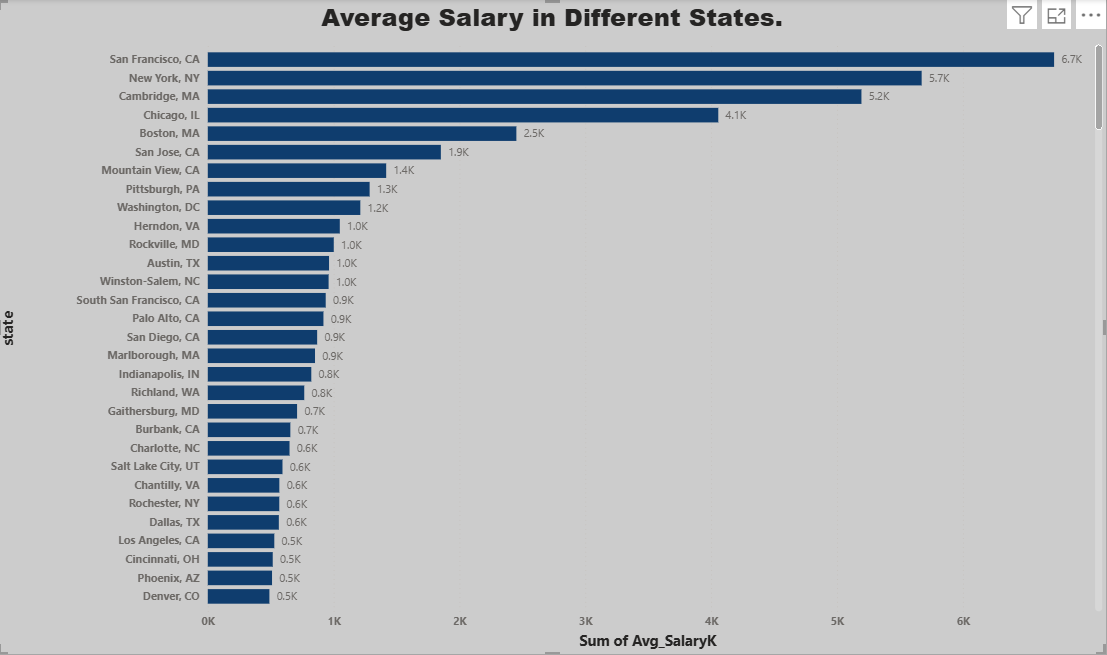 Average Salary in Different States.
San Francisco, CA 6.7K
New York, NY 5.7K
Cambridge, MA 5.2K
Chicago, IL 4.1K
Boston, MA 2.5K
San Jose, CA 1.9K
Mountain View, CA 1.4K
Pittsburgh, PA 1.3K
Washington, DC 1.2K
Herndon, VA 1.0K
Rockville, MD 1.0K
Austin, TX 1.0K
Winston-Salem, NC 1.0K
South San Francisco, CA 0.9K
Palo Alto, CA 0.9K
San Diego, CA 0.9K
Marlborough, MA 0.9K
Indianapolis, IN 0.8K
Richland, WA 0.8K
Gaithersburg, MD 0.7K
Burbank, CA 0.7K
Charlotte, NC 0.6K
Salt Lake City, UT 0.6K
Chantilly, VA 0.6K
Rochester, NY 0.6K
Dallas, TX 0.6K
Los Angeles, CA 0.5K
Cincinnati, OH 0.5K
Phoenix, AZ 0.5K
Denver, CO 0.5K
state
0K 1K 2K 3K 4K 5K 6K
Sum of Avg_SalaryK